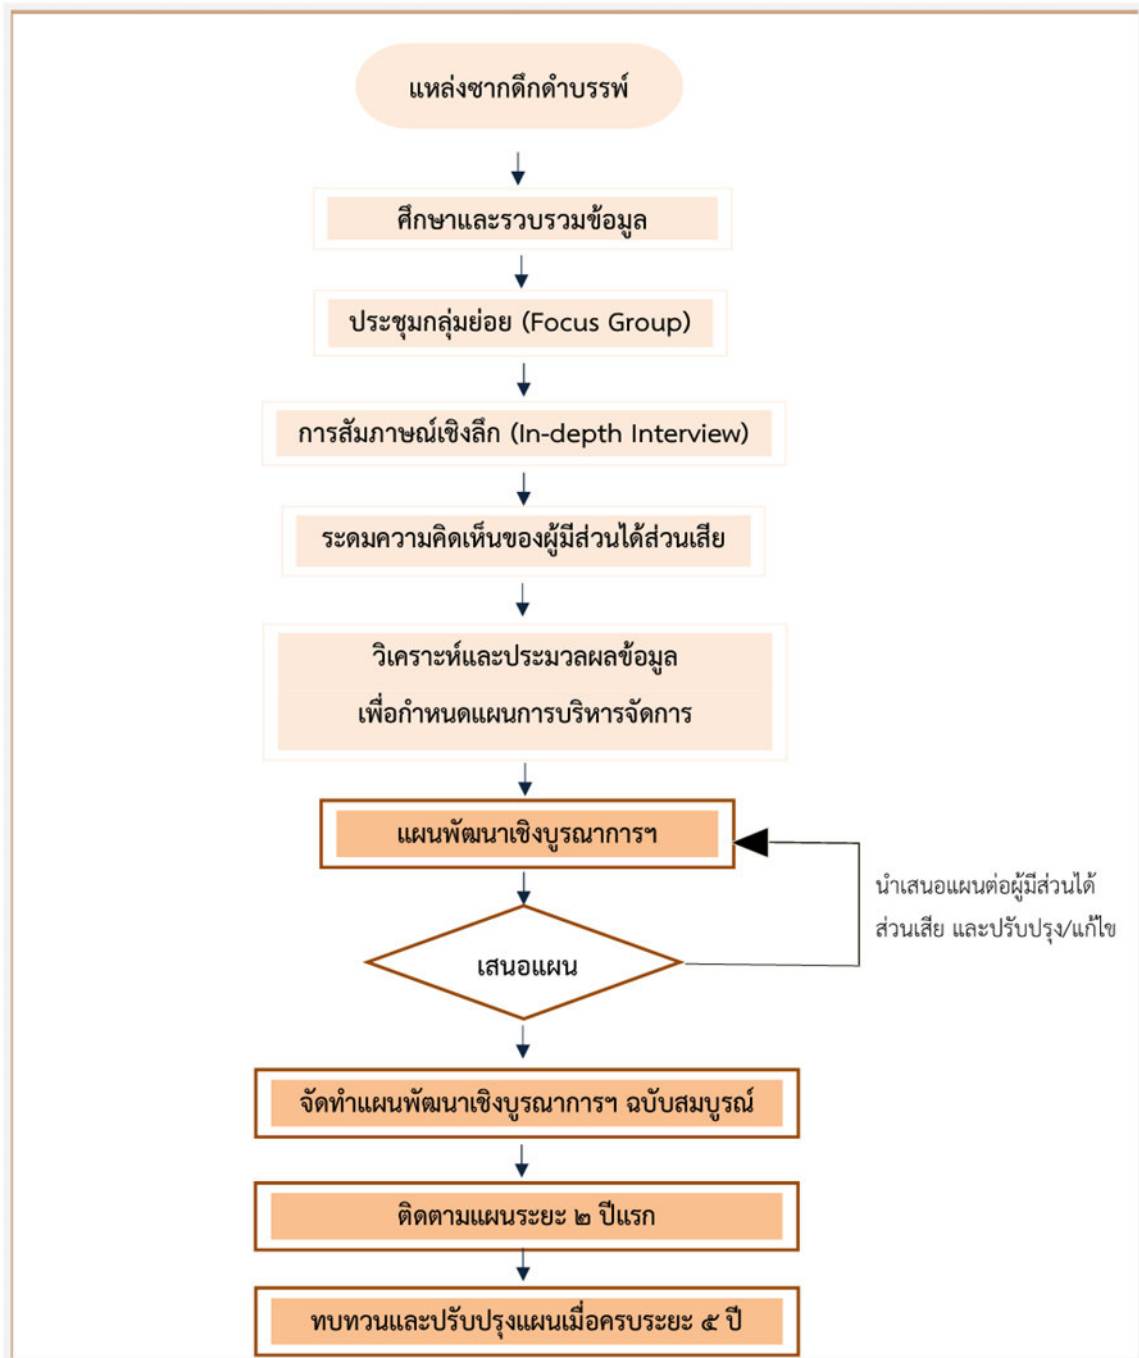 แหล่งซากดึกดำบรรพ์
ศึกษาและรวบรวมข้อมูล
ประชุมกลุ่มย่อย (Focus Group)
การสัมภาษณ์เชิงลึก (In-depth Interview)
ระดมความคิดเห็นของผู้มีส่วนได้ส่วนเสีย
วิเคราะห์และประมวลผลข้อมูล
เพื่อกำหนดแผนการบริหารจัดการ
แผนพัฒนาเชิงบูรณาการฯ
นำเสนอแผนต่อผู้มีส่วนได้
ส่วนเสีย และปรับปรุง/แก้ไข
เสนอแผน
จัดทำแผนพัฒนาเชิงบูรณาการฯ ฉบับสมบูรณ์
ติดตามแผนระยะ ๒ ปีแรก
ทบทวนและปรับปรุงแผนเมื่อครบระยะ ๕ ปี